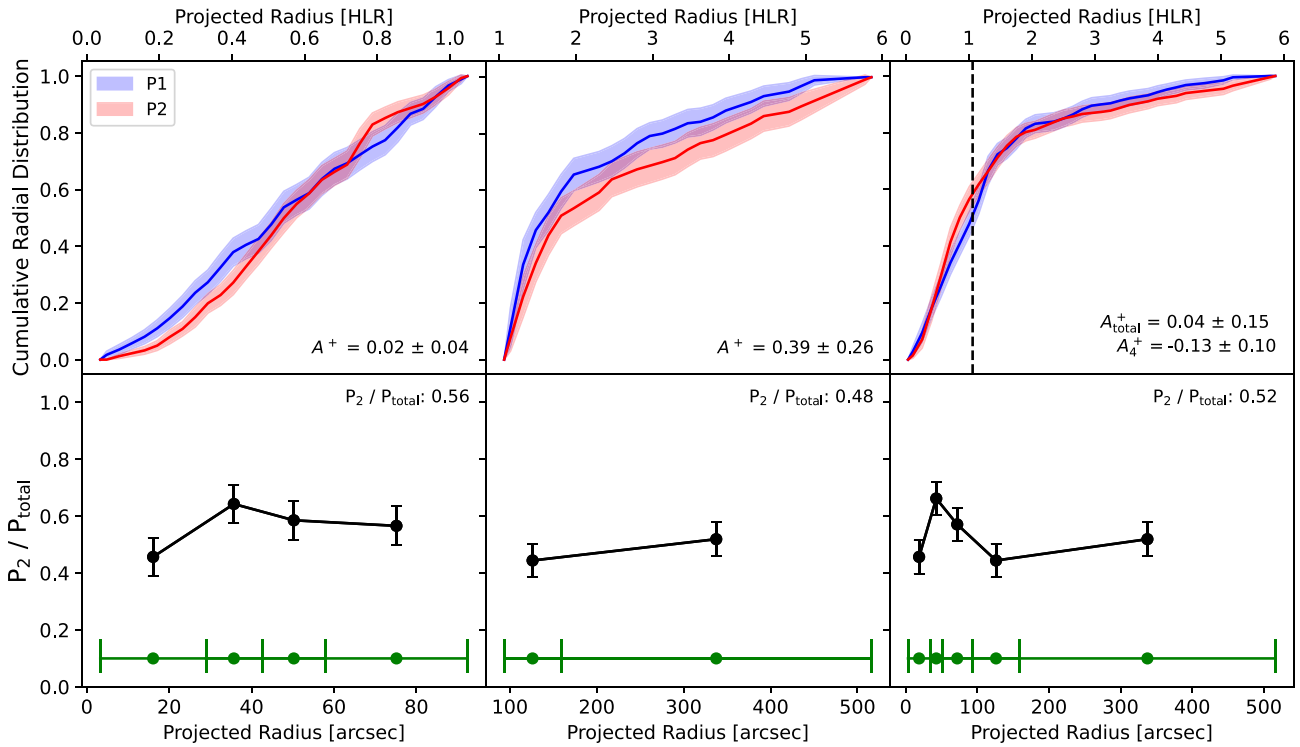 Projected Radius [HLR] Projected Radius [HLR] Projected Radius [HLR]
0.0 0.2 0.4 0.6 0.8 1.0 1 2 3 4 5 6 0 1 2 3 4 5 6
P1
P2
Cumulative Radial Distribution
1.0
0.8
0.6
0.4
0.2
0.0
A⁺ = 0.02 ± 0.04
A⁺ = 0.39 ± 0.26
A⁺total = 0.04 ± 0.15
A⁺4 = -0.13 ± 0.10
P₂ / Ptotal
1.0
0.8
0.6
0.4
0.2
0.0
P₂ / Ptotal: 0.56
P₂ / Ptotal: 0.48
P₂ / Ptotal: 0.52
0 20 40 60 80 100 200 300 400 500 0 100 200 300 400 500
Projected Radius [arcsec] Projected Radius [arcsec] Projected Radius [arcsec]